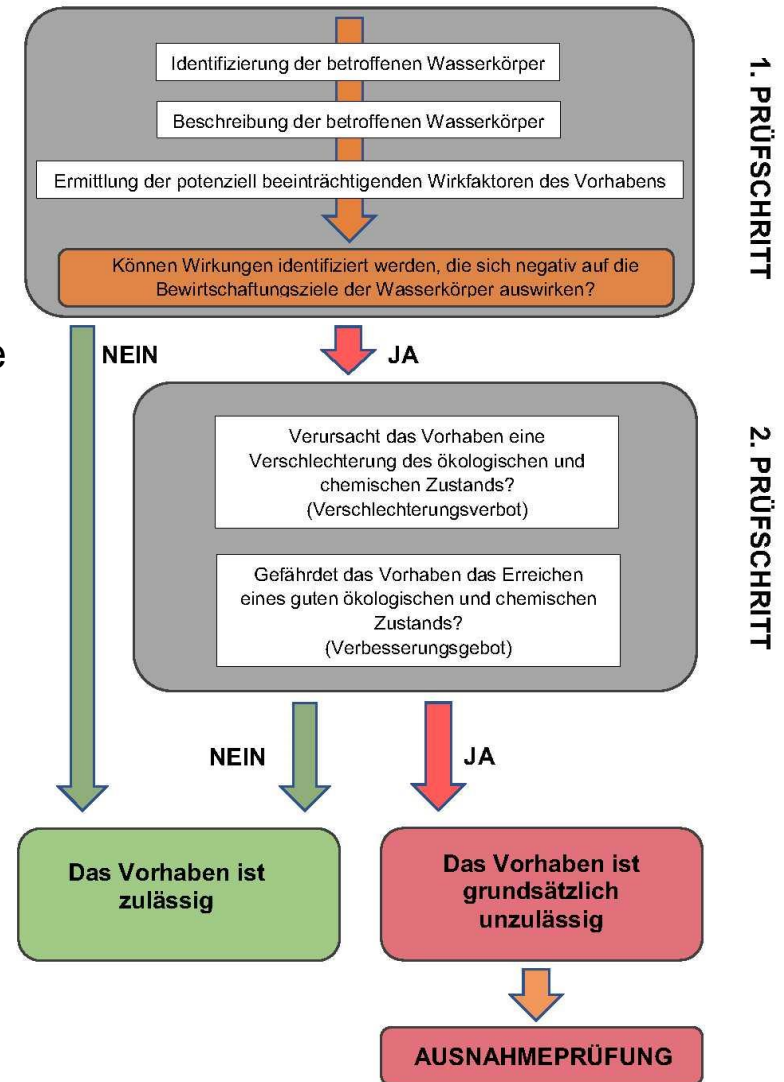 Identifizierung der betroffenen Wasserkörper
Beschreibung der betroffenen Wasserkörper
Ermittlung der potenziell beeinträchtigenden Wirkfaktoren des Vorhabens
Können Wirkungen identifiziert werden, die sich negativ auf die
Bewirtschaftungsziele der Wasserkörper auswirken?
1. PRÜFSCHRITT
e
NEIN
JA
Verursacht das Vorhaben eine
Verschlechterung des ökologischen und
chemischen Zustands?
(Verschlechterungsverbot)
Gefährdet das Vorhaben das Erreichen
eines guten ökologischen und chemischen
Zustands?
(Verbesserungsgebot)
2. PRÜFSCHRITT
NEIN
JA
Das Vorhaben ist
zulässig
Das Vorhaben ist
grundsätzlich
unzulässig
AUSNAHMEPRÜFUNG